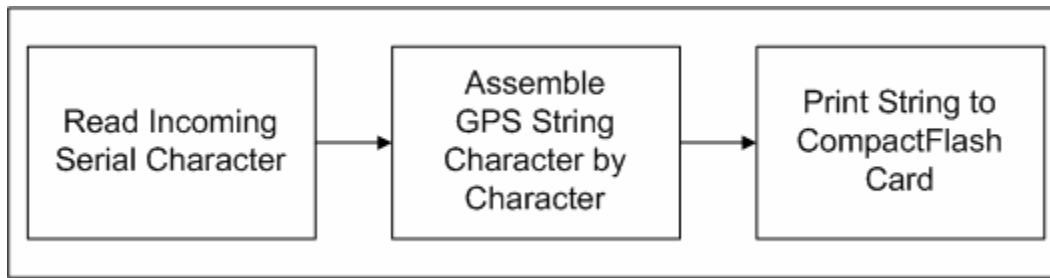 Read Incoming
Serial Character
Assemble
GPS String
Character by
Character
Print String to
CompactFlash
Card